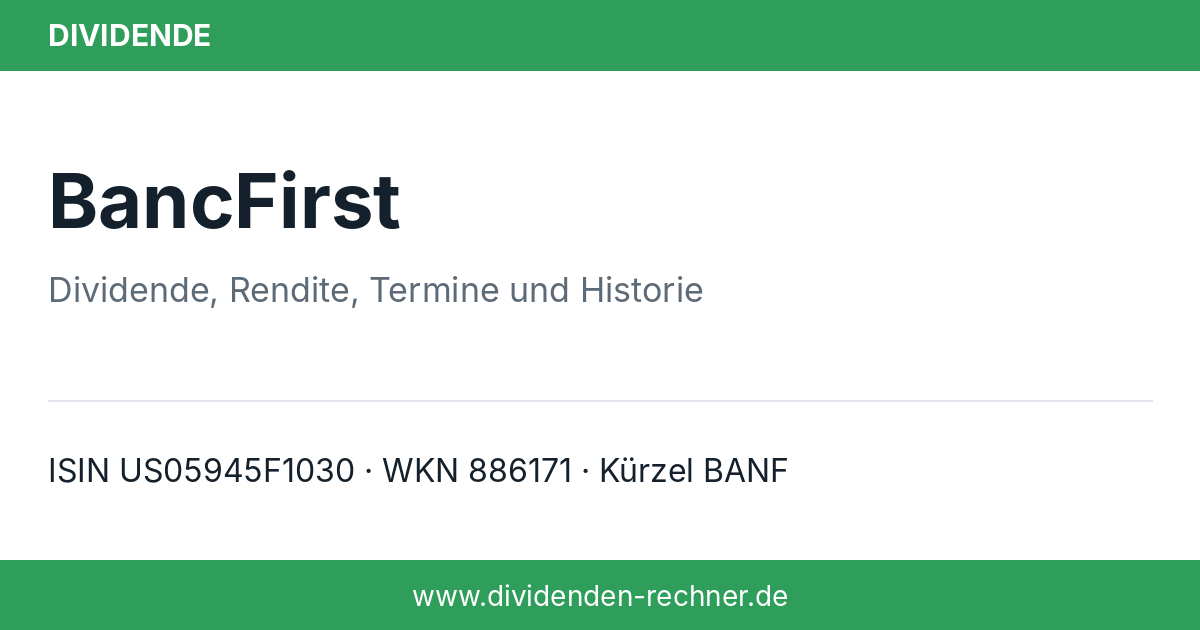 DIVIDENDE
BancFirst
Dividende, Rendite, Termine und Historie
ISIN US05945F1030 · WKN 886171 · Kürzel BANF
www.dividenden-rechner.de